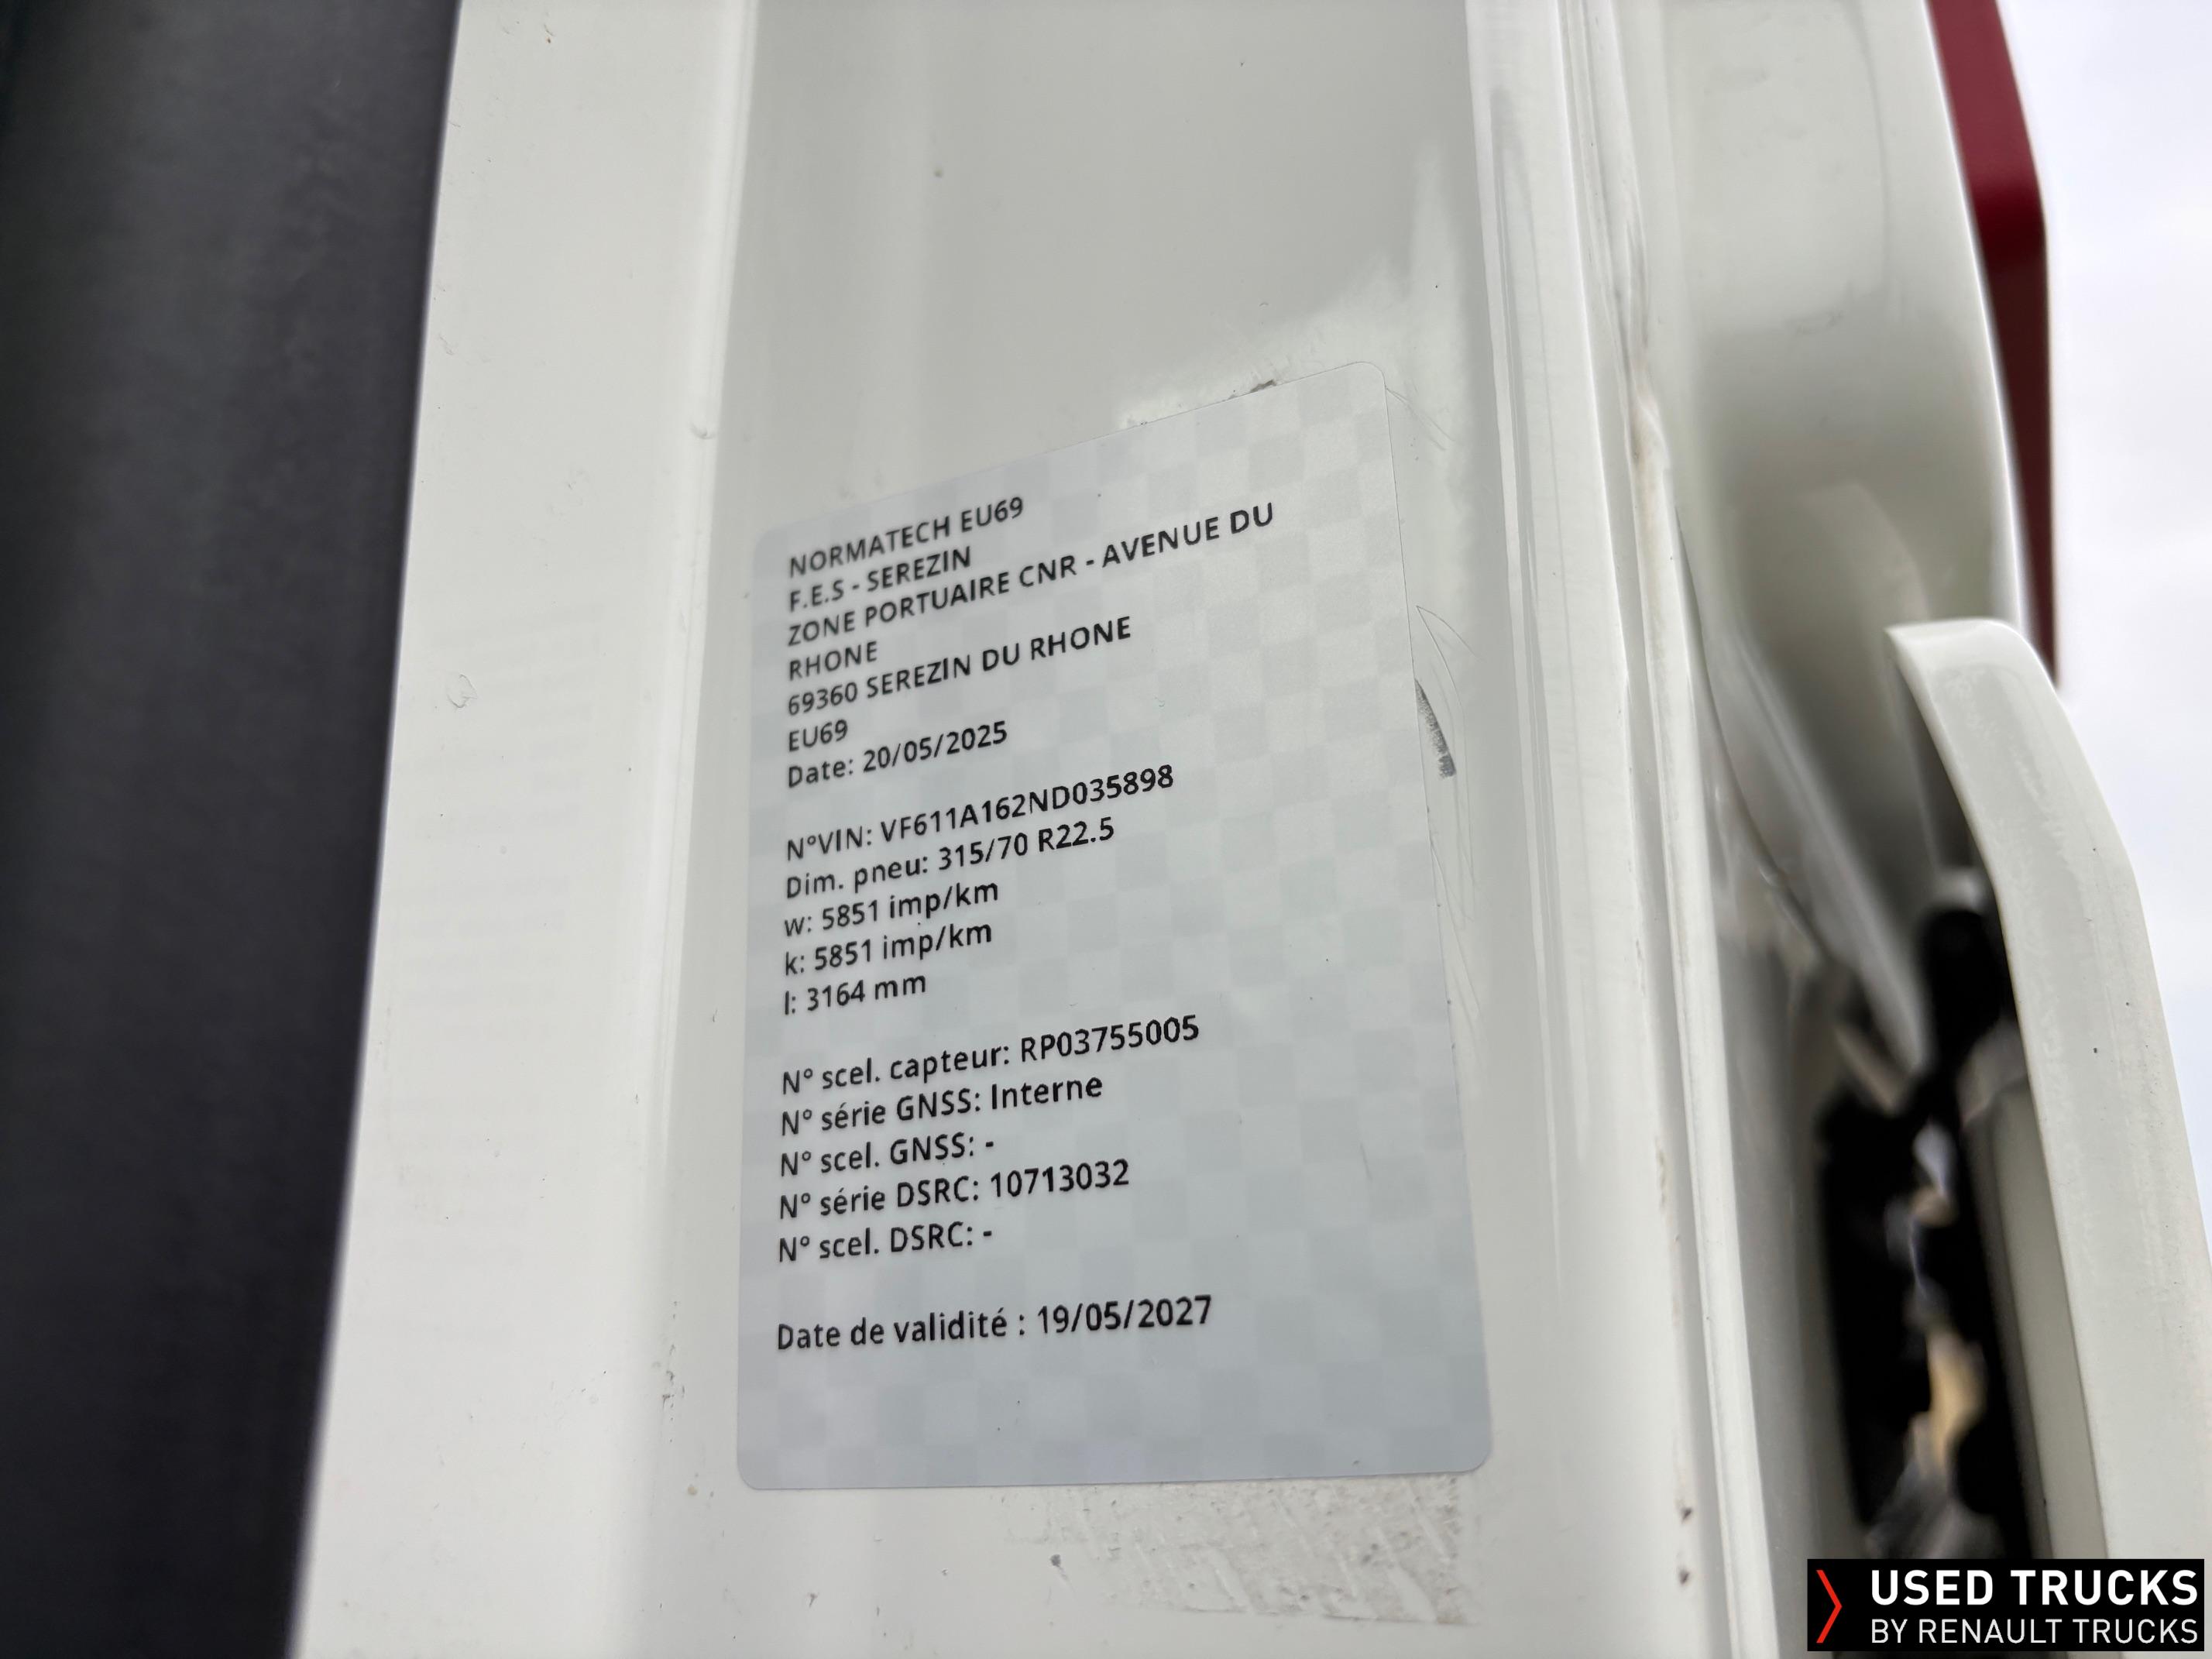 NORMATECH EU69
F.E.S - SEREZIN
ZONE PORTUAIRE CNR - AVENUE DU
RHONE
69360 SEREZIN DU RHONE
EU69
Date: 20/05/2025
N°VIN: VF611A162ND035898
Dim. pneu: 315/70 R22.5
w: 5851 imp/km
k: 5851 imp/km
l: 3164 mm
N° scel. capteur: RP03755005
N° série GNSS: Interne
N° scel. GNSS: -
N° série DSRC: 10713032
N° scel. DSRC: -
Date de validité : 19/05/2027
USED TRUCKS
BY RENAULT TRUCKS